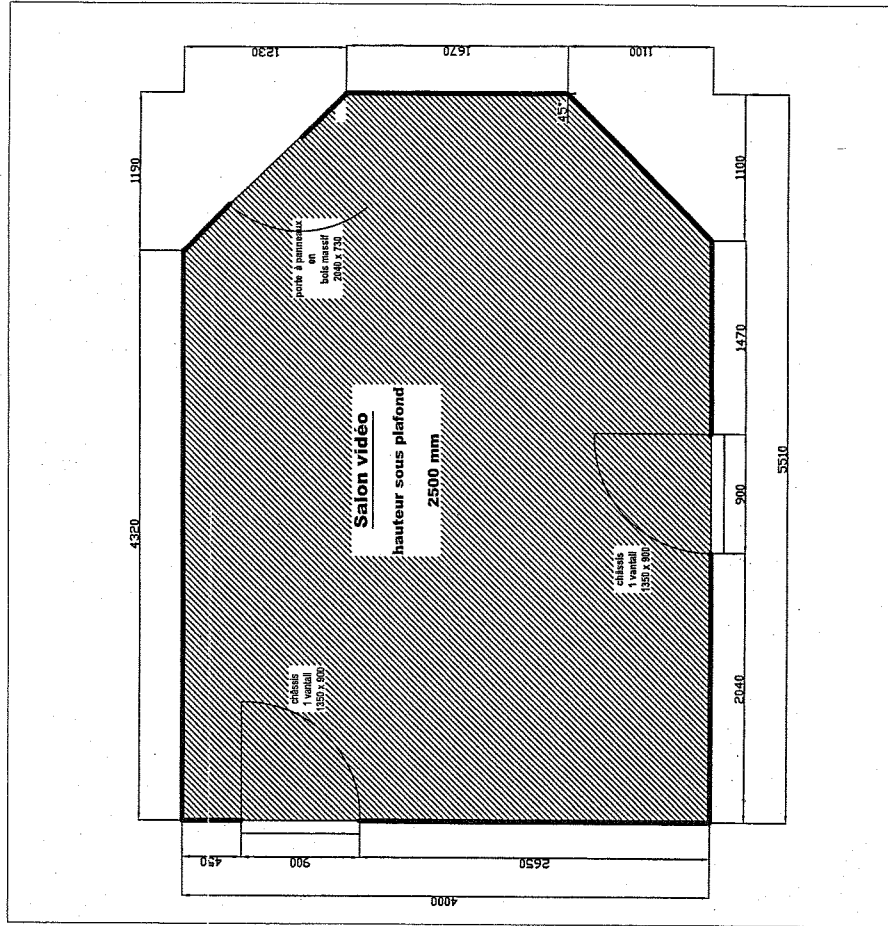 1230
1670
1100
1190
4320
45°
1100
1470
900
2040
5510
porte à panneaux
en
bois massif
2040 x 730
Salon vidéo
hauteur sous plafond
2500 mm
châssis
1 vantail
1350 x 900
châssis
1 vantail
1350 x 900
450
900
2650
4000